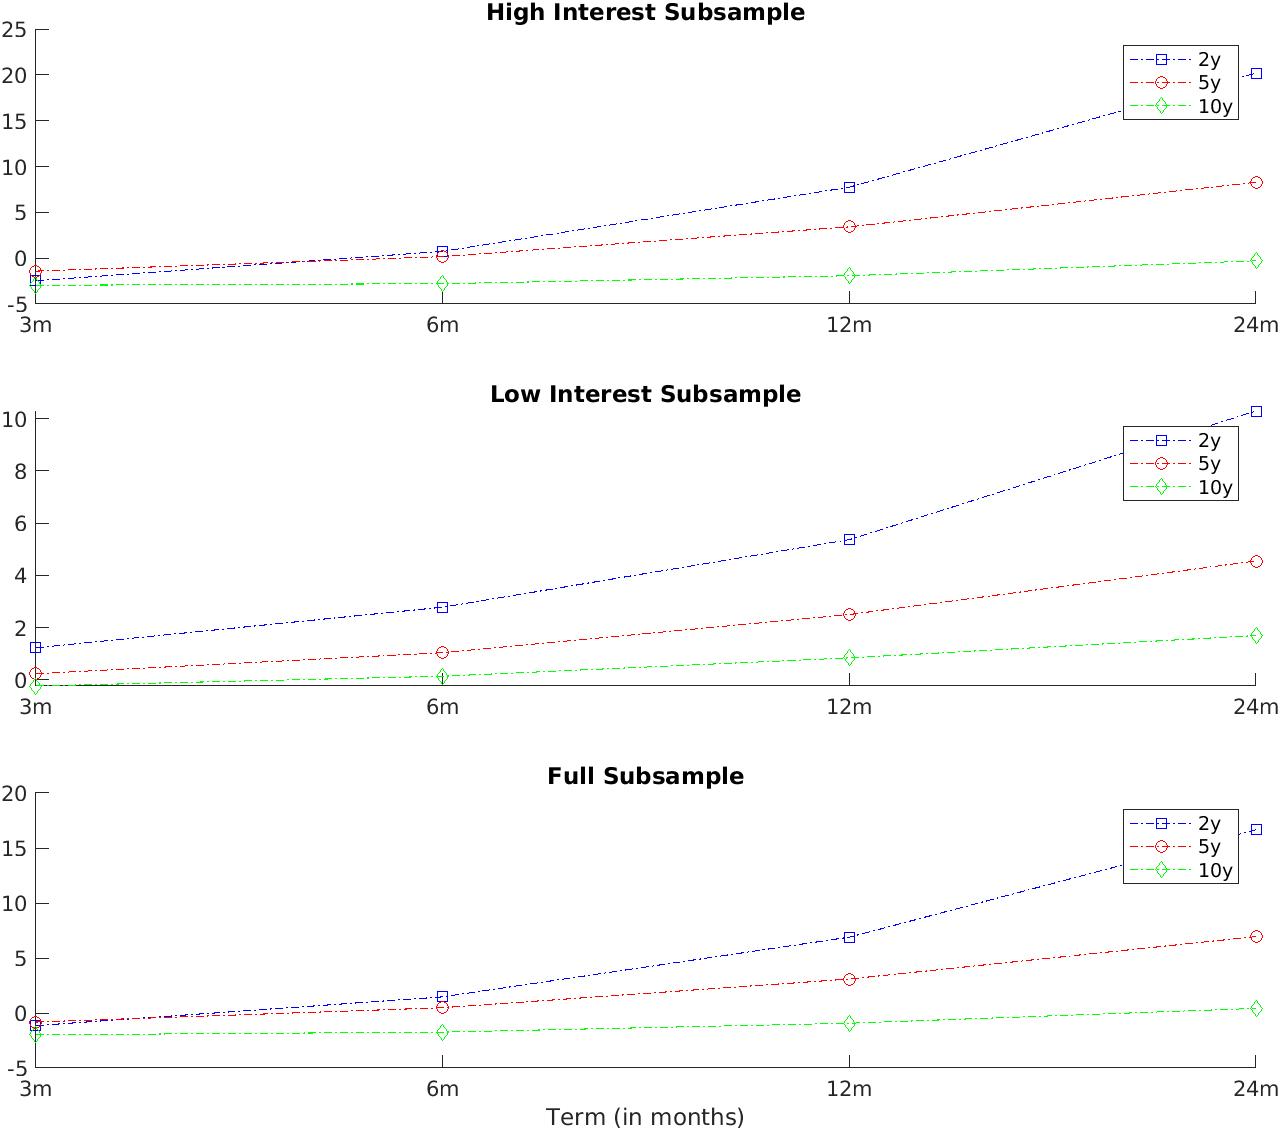 High Interest Subsample
25
20
15
10
5
0
-5
3m 6m 12m 24m
2y
5y
10y
Low Interest Subsample
10
8
6
4
2
0
3m 6m 12m 24m
2y
5y
10y
Full Subsample
20
15
10
5
0
-5
3m 6m 12m 24m
2y
5y
10y
Term (in months)